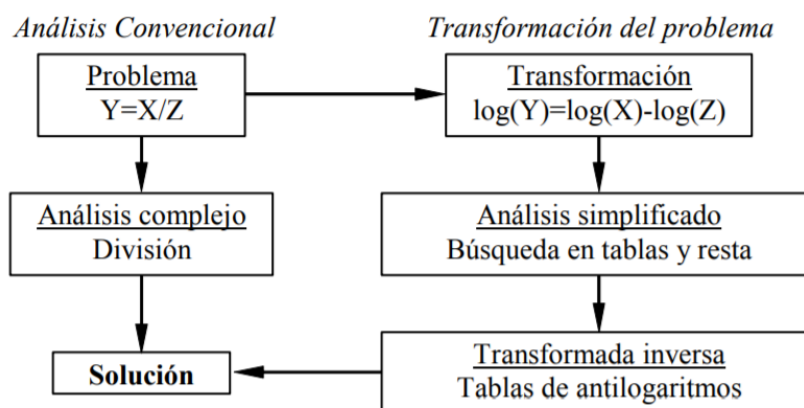 Análisis Convencional
Transformación del problema
Problema
Y=X/Z
Transformación
log(Y)=log(X)-log(Z)
Análisis complejo
División
Análisis simplificado
Búsqueda en tablas y resta
Solución
Transformada inversa
Tablas de antilogaritmos